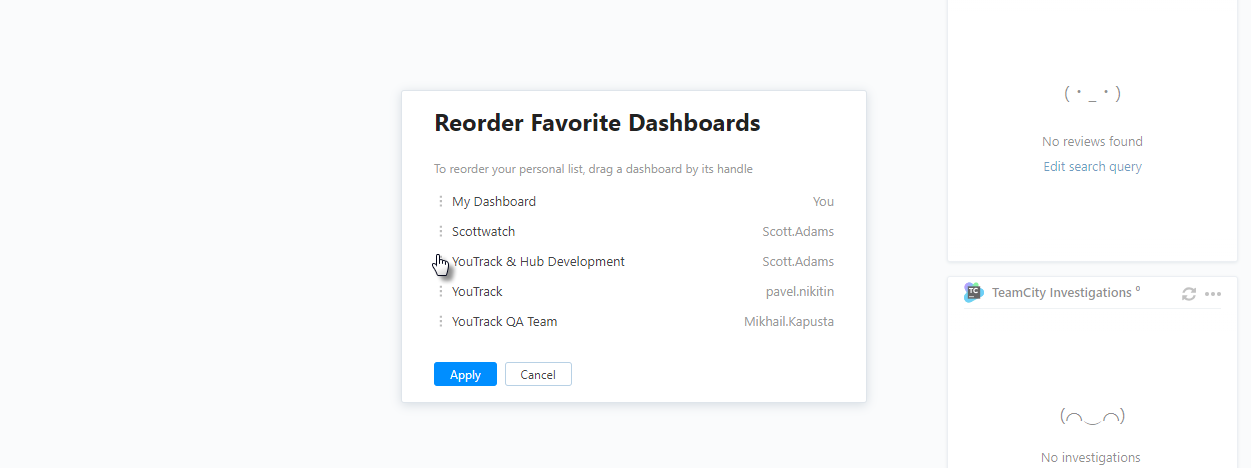 Reorder Favorite Dashboards
To reorder your personal list, drag a dashboard by its handle
My Dashboard You
Scottwatch Scott.Adams
YouTrack & Hub Development Scott.Adams
YouTrack pavel.nikitin
YouTrack QA Team Mikhail.Kapusta
Apply Cancel
( ・ _ ・ )
No reviews found
Edit search query
TC TeamCity Investigations 0
(⌒‿⌒)
No investigations